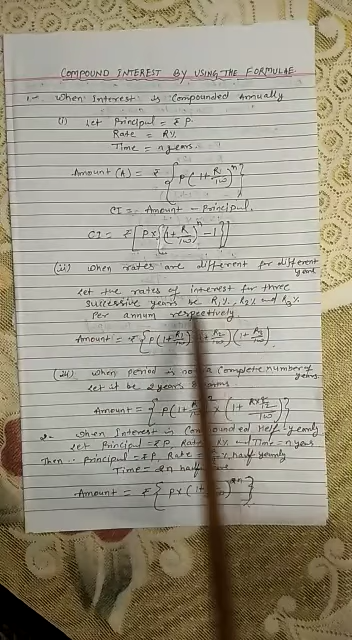 COMPOUND INTEREST BY USING THE FORMULAE.
1:- When Interest is Compounded Annually
(i) Let Principal = ₹ P.
Rate = R%
Time = n years.
Amount (A) = ₹ { P ( 1 + R/100 )^n }
CI = Amount - Principal.
CI = ₹ [ P x { ( 1 + R/100 )^n - 1 } ]
(ii) When rates are different for different years
Let the rates of interest for three
successive years be R1%, R2% and R3%
Per annum respectively.
Amount = ₹ { P ( 1 + R1/100 ) ( 1 + R2/100 ) ( 1 + R3/100 )
(iii) When period is not a complete number of years.
Let it be 2 years
Amount = { P ( 1 + R/100 )^2 x ( 1 + /100 ) }
2- When Interest is Compounded Half yearly
Let Principal = ₹ P, Rate R% and Time = n years
Then Principal = ₹ P, Rate % half yearly
Time = 2n half
Amount = ₹ { P x ( 1 + /100 )^2n }